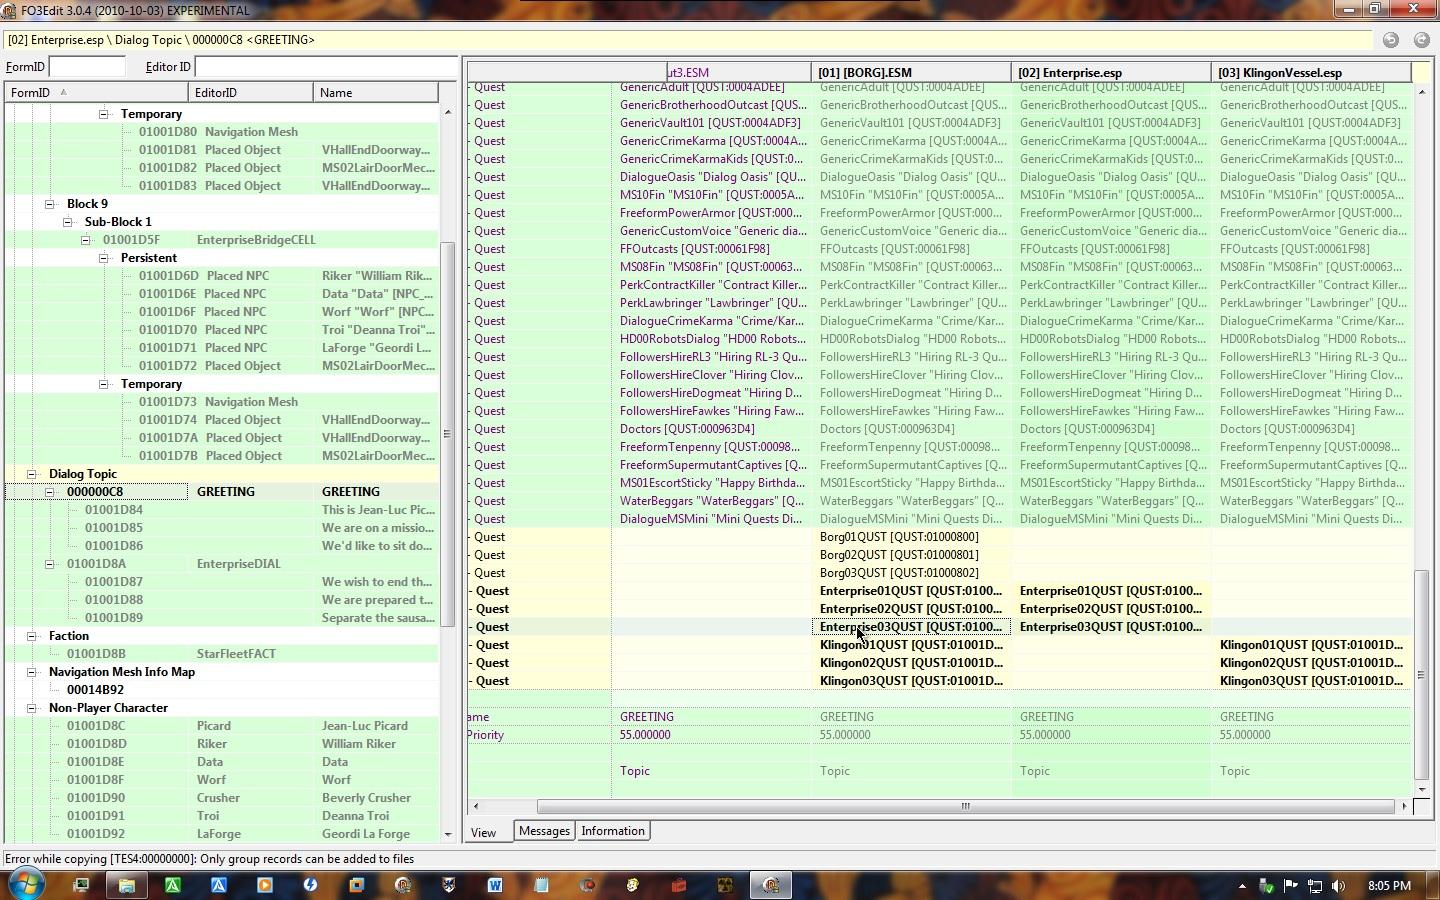 FO3Edit 3.0.4 (2010-10-03) EXPERIMENTAL
[02] Enterprise.esp \ Dialog Topic \ 000000C8 <GREETING>
FormID
Editor ID
FormID EditorID Name
Temporary
01001D80 Navigation Mesh
01001D81 Placed Object VHallEndDoorway...
01001D82 Placed Object MS02LairDoorMec...
01001D83 Placed Object VHallEndDoorway...
Block 9
Sub-Block 1
01001D5F EnterpriseBridgeCELL
Persistent
01001D6D Placed NPC Riker "William Rik...
01001D6E Placed NPC Data "Data" [NPC_...
01001D6F Placed NPC Worf "Worf" [NPC...
01001D70 Placed NPC Troi "Deanna Troi"...
01001D71 Placed NPC LaForge "Geordi L...
01001D72 Placed Object MS02LairDoorMec...
Temporary
01001D73 Navigation Mesh
01001D74 Placed Object VHallEndDoorway...
01001D7A Placed Object VHallEndDoorway...
01001D7B Placed Object MS02LairDoorMec...
Dialog Topic
000000C8 GREETING GREETING
01001D84 This is Jean-Luc Pic...
01001D85 We are on a missio...
01001D86 We'd like to sit do...
01001D8A EnterpriseDIAL
01001D87 We wish to end th...
01001D88 We are prepared t...
01001D89 Separate the sausa...
Faction
01001D8B StarFleetFACT
Navigation Mesh Info Map
00014B92
Non-Player Character
01001D8C Picard Jean-Luc Picard
01001D8D Riker William Riker
01001D8E Data Data
01001D8F Worf Worf
01001D90 Crusher Beverly Crusher
01001D91 Troi Deanna Troi
01001D92 LaForge Geordi La Forge
ut3.ESM [01] [BORG].ESM [02] Enterprise.esp [03] KlingonVessel.esp
- Quest GenericAdult [QUST:0004ADEE] GenericAdult [QUST:0004ADEE] GenericAdult [QUST:0004ADEE] GenericAdult [QUST:0004ADEE]
- Quest GenericBrotherhoodOutcast [QUS... GenericBrotherhoodOutcast [QUS... GenericBrotherhoodOutcast [QUS... GenericBrotherhoodOutcast [QUS...
- Quest GenericVault101 [QUST:0004ADF3] GenericVault101 [QUST:0004ADF3] GenericVault101 [QUST:0004ADF3] GenericVault101 [QUST:0004ADF3]
- Quest GenericCrimeKarma [QUST:0004A... GenericCrimeKarma [QUST:0004A... GenericCrimeKarma [QUST:0004A... GenericCrimeKarma [QUST:0004A...
- Quest GenericCrimeKarmaKids [QUST:0... GenericCrimeKarmaKids [QUST:0... GenericCrimeKarmaKids [QUST:0... GenericCrimeKarmaKids [QUST:0...
- Quest DialogueOasis "Dialog Oasis" [QU... DialogueOasis "Dialog Oasis" [QU... DialogueOasis "Dialog Oasis" [QU... DialogueOasis "Dialog Oasis" [QU...
- Quest MS10Fin "MS10Fin" [QUST:0005A... MS10Fin "MS10Fin" [QUST:0005A... MS10Fin "MS10Fin" [QUST:0005A... MS10Fin "MS10Fin" [QUST:0005A...
- Quest FreeformPowerArmor [QUST:000... FreeformPowerArmor [QUST:000... FreeformPowerArmor [QUST:000... FreeformPowerArmor [QUST:000...
- Quest GenericCustomVoice "Generic dia... GenericCustomVoice "Generic dia... GenericCustomVoice "Generic dia... GenericCustomVoice "Generic dia...
- Quest FFOutcasts [QUST:00061F98] FFOutcasts [QUST:00061F98] FFOutcasts [QUST:00061F98] FFOutcasts [QUST:00061F98]
- Quest MS08Fin "MS08Fin" [QUST:00063... MS08Fin "MS08Fin" [QUST:00063... MS08Fin "MS08Fin" [QUST:00063... MS08Fin "MS08Fin" [QUST:00063...
- Quest PerkContractKiller "Contract Killer... PerkContractKiller "Contract Killer... PerkContractKiller "Contract Killer... PerkContractKiller "Contract Killer...
- Quest PerkLawbringer "Lawbringer" [QU... PerkLawbringer "Lawbringer" [QU... PerkLawbringer "Lawbringer" [QU... PerkLawbringer "Lawbringer" [QU...
- Quest DialogueCrimeKarma "Crime/Kar... DialogueCrimeKarma "Crime/Kar... DialogueCrimeKarma "Crime/Kar... DialogueCrimeKarma "Crime/Kar...
- Quest HD00RobotsDialog "HD00 Robots... HD00RobotsDialog "HD00 Robots... HD00RobotsDialog "HD00 Robots... HD00RobotsDialog "HD00 Robots...
- Quest FollowersHireRL3 "Hiring RL-3 Qu... FollowersHireRL3 "Hiring RL-3 Qu... FollowersHireRL3 "Hiring RL-3 Qu... FollowersHireRL3 "Hiring RL-3 Qu...
- Quest FollowersHireClover "Hiring Clov... FollowersHireClover "Hiring Clov... FollowersHireClover "Hiring Clov... FollowersHireClover "Hiring Clov...
- Quest FollowersHireDogmeat "Hiring D... FollowersHireDogmeat "Hiring D... FollowersHireDogmeat "Hiring D... FollowersHireDogmeat "Hiring D...
- Quest FollowersHireFawkes "Hiring Faw... FollowersHireFawkes "Hiring Faw... FollowersHireFawkes "Hiring Faw... FollowersHireFawkes "Hiring Faw...
- Quest Doctors [QUST:000963D4] Doctors [QUST:000963D4] Doctors [QUST:000963D4] Doctors [QUST:000963D4]
- Quest FreeformTenpenny [QUST:00098... FreeformTenpenny [QUST:00098... FreeformTenpenny [QUST:00098... FreeformTenpenny [QUST:00098...
- Quest FreeformSupermutantCaptives [Q... FreeformSupermutantCaptives [Q... FreeformSupermutantCaptives [Q... FreeformSupermutantCaptives [Q...
- Quest MS01EscortSticky "Happy Birthda... MS01EscortSticky "Happy Birthda... MS01EscortSticky "Happy Birthda... MS01EscortSticky "Happy Birthda...
- Quest WaterBeggars "WaterBeggars" [Q... WaterBeggars "WaterBeggars" [Q... WaterBeggars "WaterBeggars" [Q... WaterBeggars "WaterBeggars" [Q...
- Quest DialogueMSMini "Mini Quests Di... DialogueMSMini "Mini Quests Di... DialogueMSMini "Mini Quests Di... DialogueMSMini "Mini Quests Di...
- Quest Borg01QUST [QUST:01000800]
- Quest Borg02QUST [QUST:01000801]
- Quest Borg03QUST [QUST:01000802]
- Quest Enterprise01QUST [QUST:0100... Enterprise01QUST [QUST:0100...
- Quest Enterprise02QUST [QUST:0100... Enterprise02QUST [QUST:0100...
- Quest Enterprise03QUST [QUST:0100... Enterprise03QUST [QUST:0100...
- Quest Klingon01QUST [QUST:01001D... Klingon01QUST [QUST:01001D...
- Quest Klingon02QUST [QUST:01001D... Klingon02QUST [QUST:01001D...
- Quest Klingon03QUST [QUST:01001D... Klingon03QUST [QUST:01001D...
ame GREETING GREETING GREETING GREETING
Priority 55.000000 55.000000 55.000000 55.000000
Topic Topic Topic Topic
View Messages Information
Error while copying [TES4:00000000]: Only group records can be added to files
8:05 PM